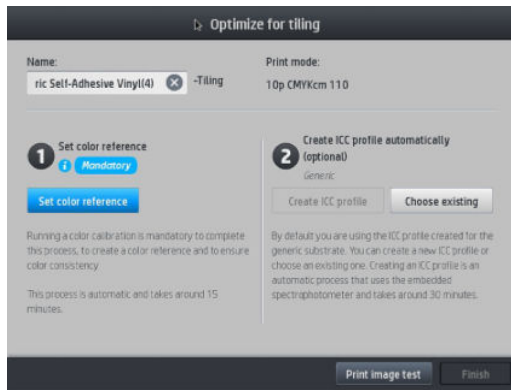 Optimize for tiling
Name:
ric Self-Adhesive Vinyl(4)
-Tiling
Print mode:
10p CMYKcm 110
1
Set color reference
i Mandatory
Set color reference
Running a color calibration is mandatory to complete
this process, to create a color reference and to ensure
color consistency
This process is automatic and takes around 15
minutes.
2
Create ICC profile automatically
(optional)
Generic
Create ICC profile
Choose existing
By default you are using the ICC profile created for the
generic substrate. You can create a new ICC profile or
choose an existing one. Creating an ICC profile is an
automatic process that uses the embedded
spectrophotometer and takes around 30 minutes.
Print image test
Finish